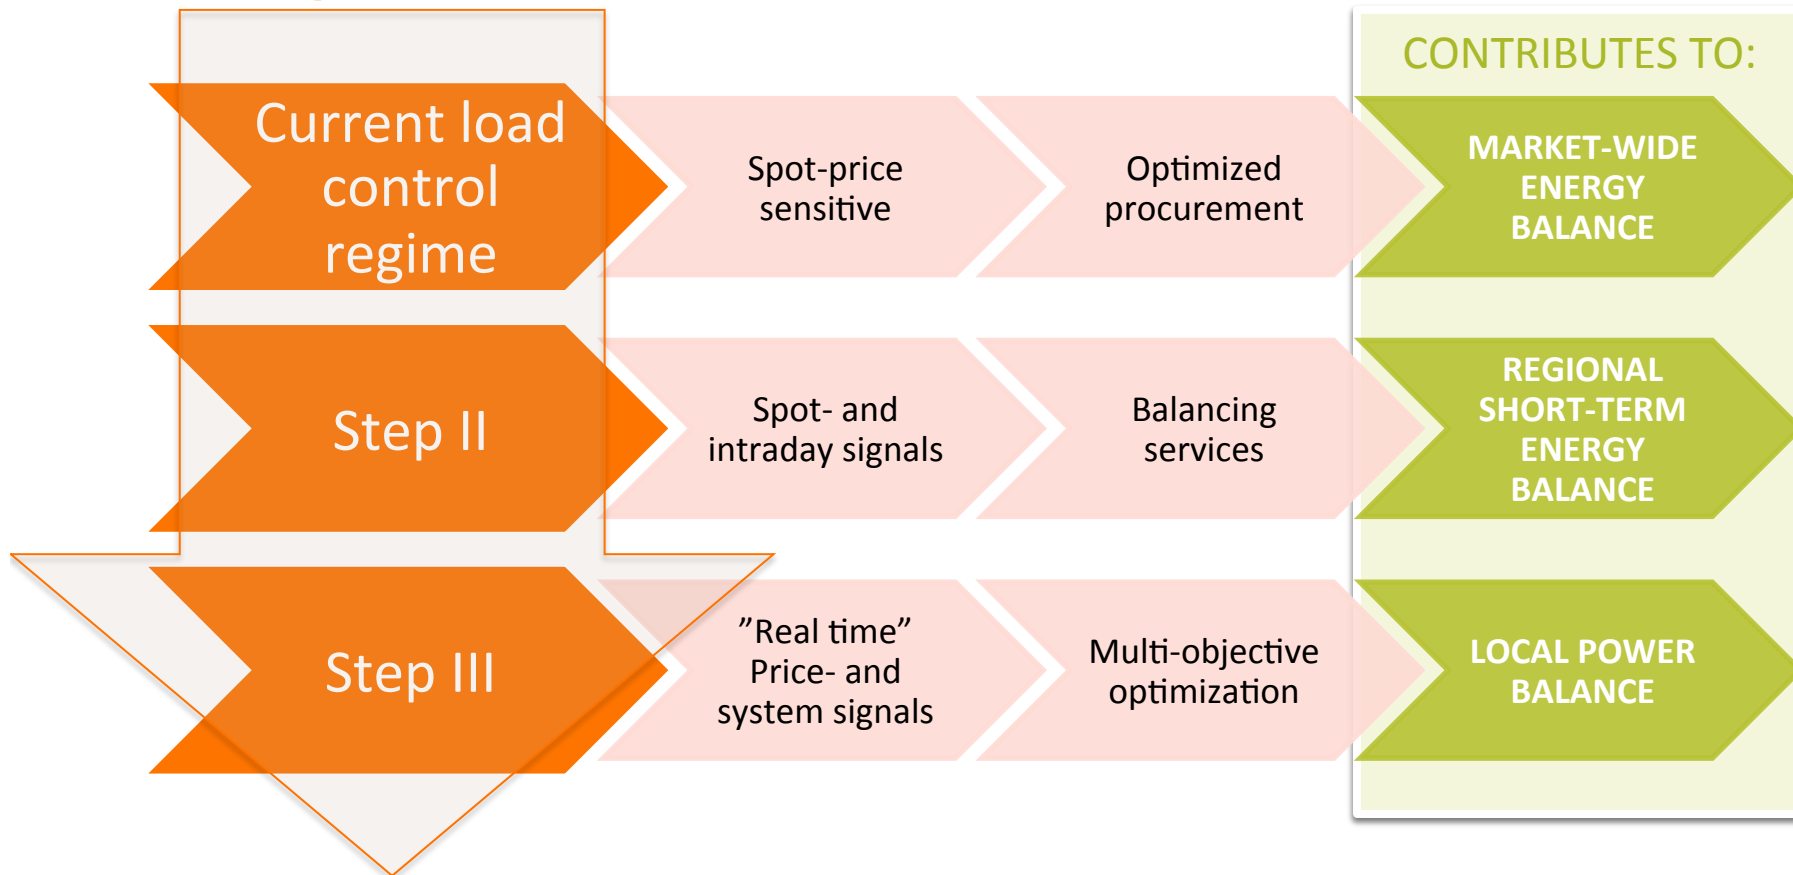 CONTRIBUTES TO:
Current load
control
regime
Spot-price
sensitive
Optimized
procurement
MARKET-WIDE
ENERGY
BALANCE
Step II
Spot- and
intraday signals
Balancing
services
REGIONAL
SHORT-TERM
ENERGY
BALANCE
Step III
”Real time”
Price- and
system signals
Multi-objective
optimization
LOCAL POWER
BALANCE